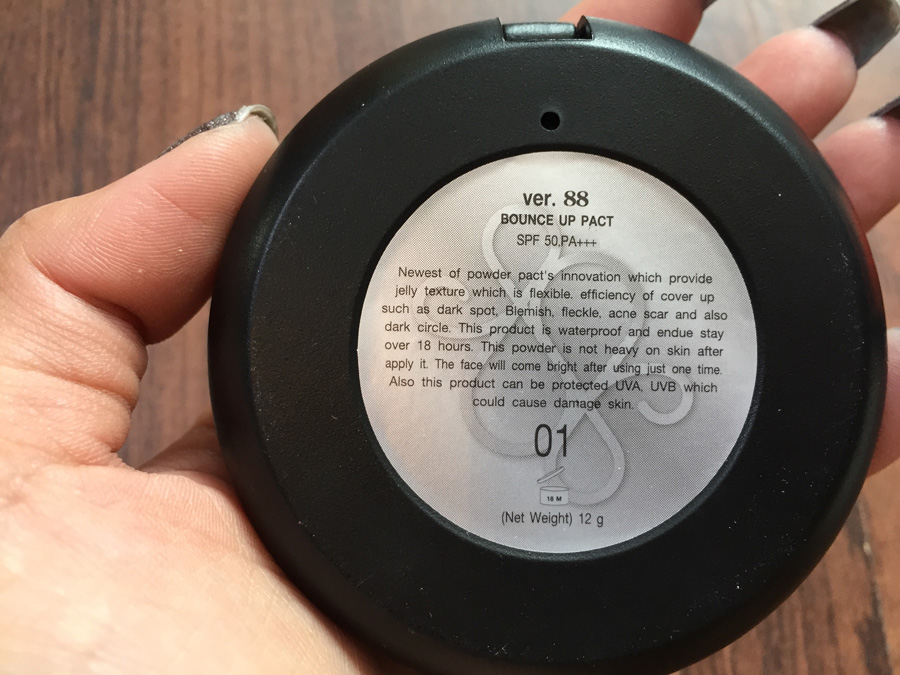 ver. 88
BOUNCE UP PACT
SPF 50.PA+++
Newest of powder pact's innovation which provide
jelly texture which is flexible. efficiency of cover up
such as dark spot, Blemish, fleckle, acne scar and also
dark circle. This product is waterproof and endue stay
over 18 hours. This powder is not heavy on skin after
apply it. The face will come bright after using just one time.
Also this product can be protected UVA, UVB which
could cause damage skin.
01
18 M
(Net Weight) 12 g